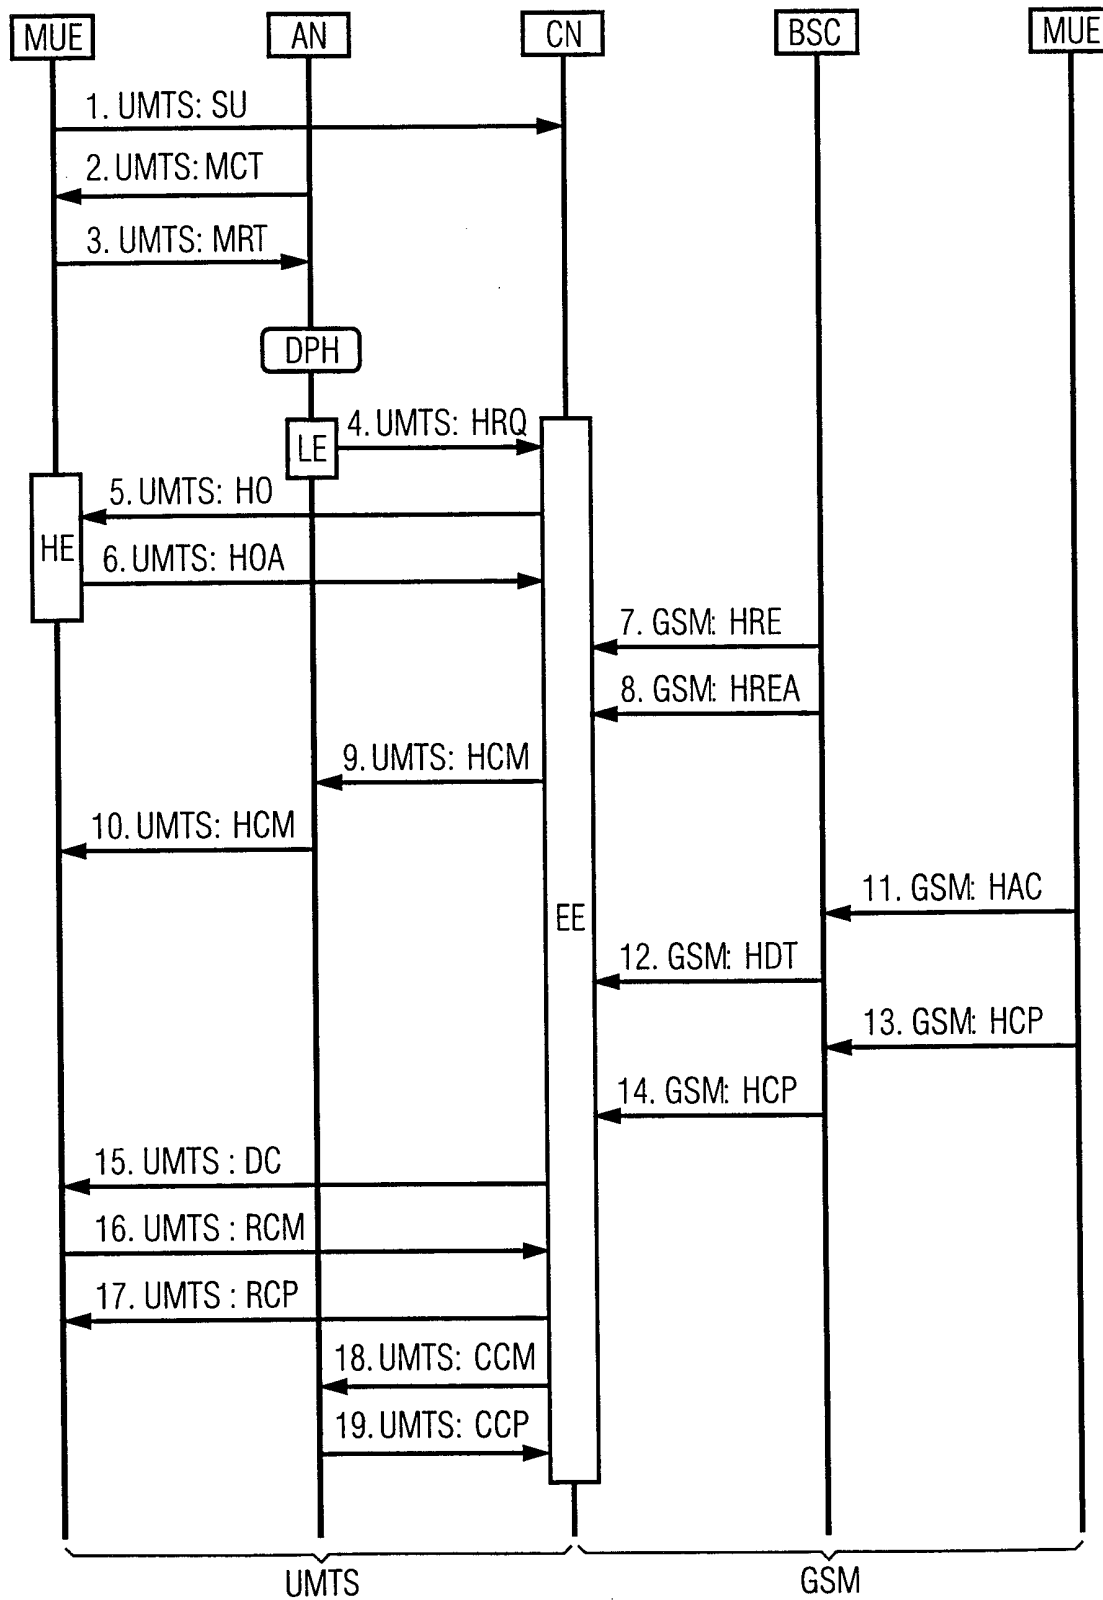 MUE AN CN BSC MUE
1. UMTS: SU
2. UMTS: MCT
3. UMTS: MRT
DPH
LE
4. UMTS: HRQ
HE
5. UMTS: HO
6. UMTS: HOA
7. GSM: HRE
8. GSM: HREA
9. UMTS: HCM
10. UMTS: HCM
11. GSM: HAC
EE
12. GSM: HDT
13. GSM: HCP
14. GSM: HCP
15. UMTS : DC
16. UMTS : RCM
17. UMTS : RCP
18. UMTS: CCM
19. UMTS: CCP
UMTS GSM